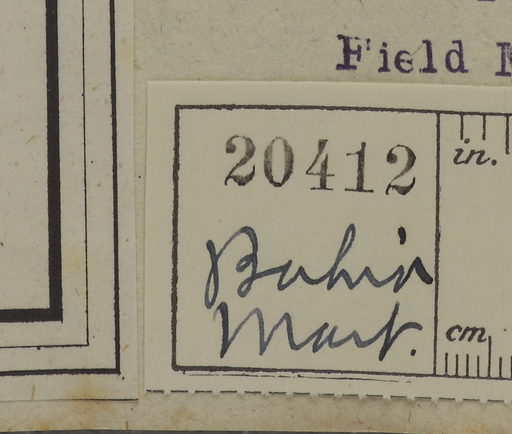 Field
20412
in.
Bahia
Mart.
cm